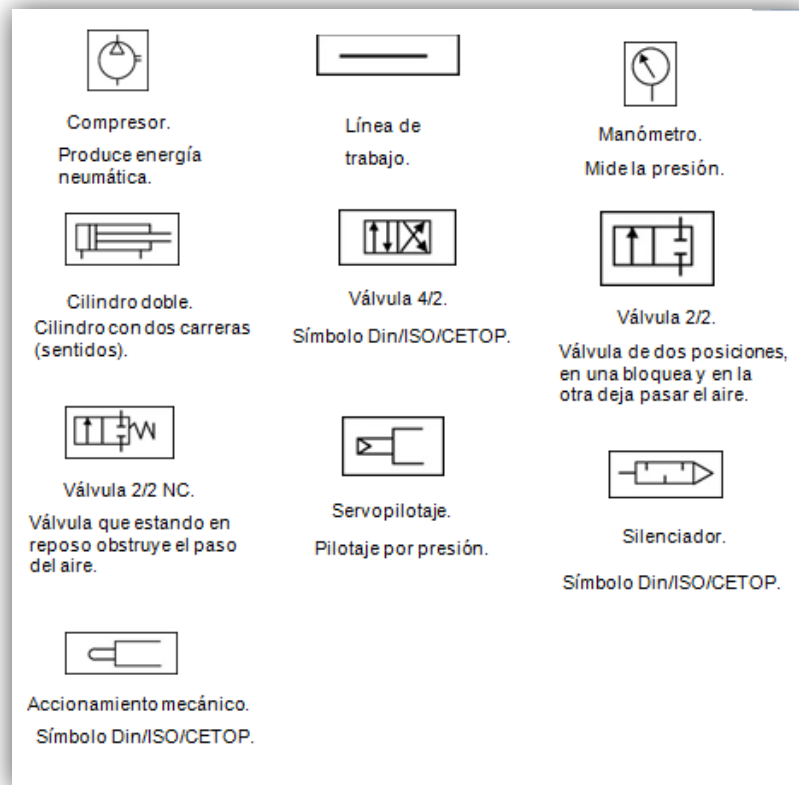 Compresor.
Produce energía
neumática.
Línea de
trabajo.
Manómetro.
Mide la presión.
Cilindro doble.
Cilindro con dos carreras
(sentidos).
Válvula 4/2.
Símbolo Din/ISO/CETOP.
Válvula 2/2.
Válvula de dos posiciones,
en una bloquea y en la
otra deja pasar el aire.
Válvula 2/2 NC.
Válvula que estando en
reposo obstruye el paso
del aire.
Servopilotaje.
Pilotaje por presión.
Silenciador.
Símbolo Din/ISO/CETOP.
Accionamiento mecánico.
Símbolo Din/ISO/CETOP.